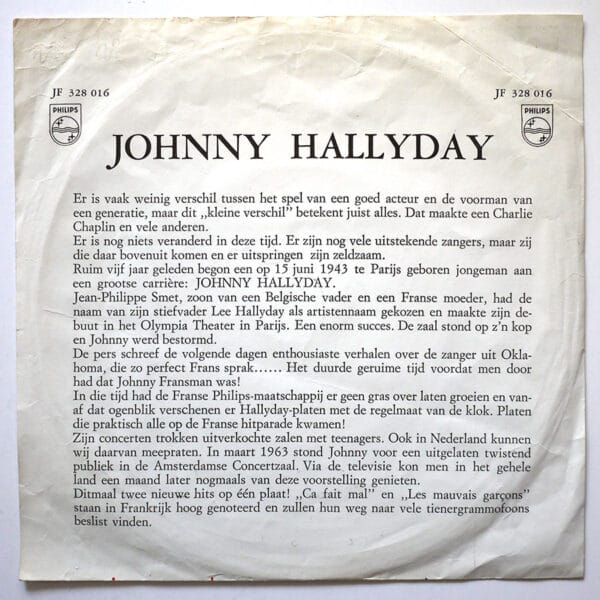 JF 328 016
JF 328 016
PHILIPS
PHILIPS
JOHNNY HALLYDAY
Er is vaak weinig verschil tussen het spel van een goed acteur en de voorman van
een generatie, maar dit „kleine verschil” betekent juist alles. Dat maakte een Charlie
Chaplin en vele anderen.
Er is nog niets veranderd in deze tijd. Er zijn nog vele uitstekende zangers, maar zij
die daar bovenuit komen en er uitspringen zijn zeldzaam.
Ruim vijf jaar geleden begon een op 15 juni 1943 te Parijs geboren jongeman aan
een grootse carrière: JOHNNY HALLYDAY.
Jean-Philippe Smet, zoon van een Belgische vader en een Franse moeder, had de
naam van zijn stiefvader Lee Hallyday als artistennaam gekozen en maakte zijn de-
buut in het Olympia Theater in Parijs. Een enorm succes. De zaal stond op z'n kop
en Johnny werd bestormd.
De pers schreef de volgende dagen enthousiaste verhalen over de zanger uit Okla-
homa, die zo perfect Frans sprak...... Het duurde geruime tijd voordat men door
had dat Johnny Fransman was!
In die tijd had de Franse Philips-maatschappij er geen gras over laten groeien en van-
af dat ogenblik verschenen er Hallyday-platen met de regelmaat van de klok. Platen
die praktisch alle op de Franse hitparade kwamen!
Zijn concerten trokken uitverkochte zalen met teenagers. Ook in Nederland kunnen
wij daarvan meepraten. In maart 1963 stond Johnny voor een uitgelaten twistend
publiek in de Amsterdamse Concertzaal. Via de televisie kon men in het gehele
land een maand later nogmaals van deze voorstelling genieten.
Ditmaal twee nieuwe hits op één plaat! „Ca fait mal” en „Les mauvais garçons”
staan in Frankrijk hoog genoteerd en zullen hun weg naar vele tienergrammofoons
beslist vinden.